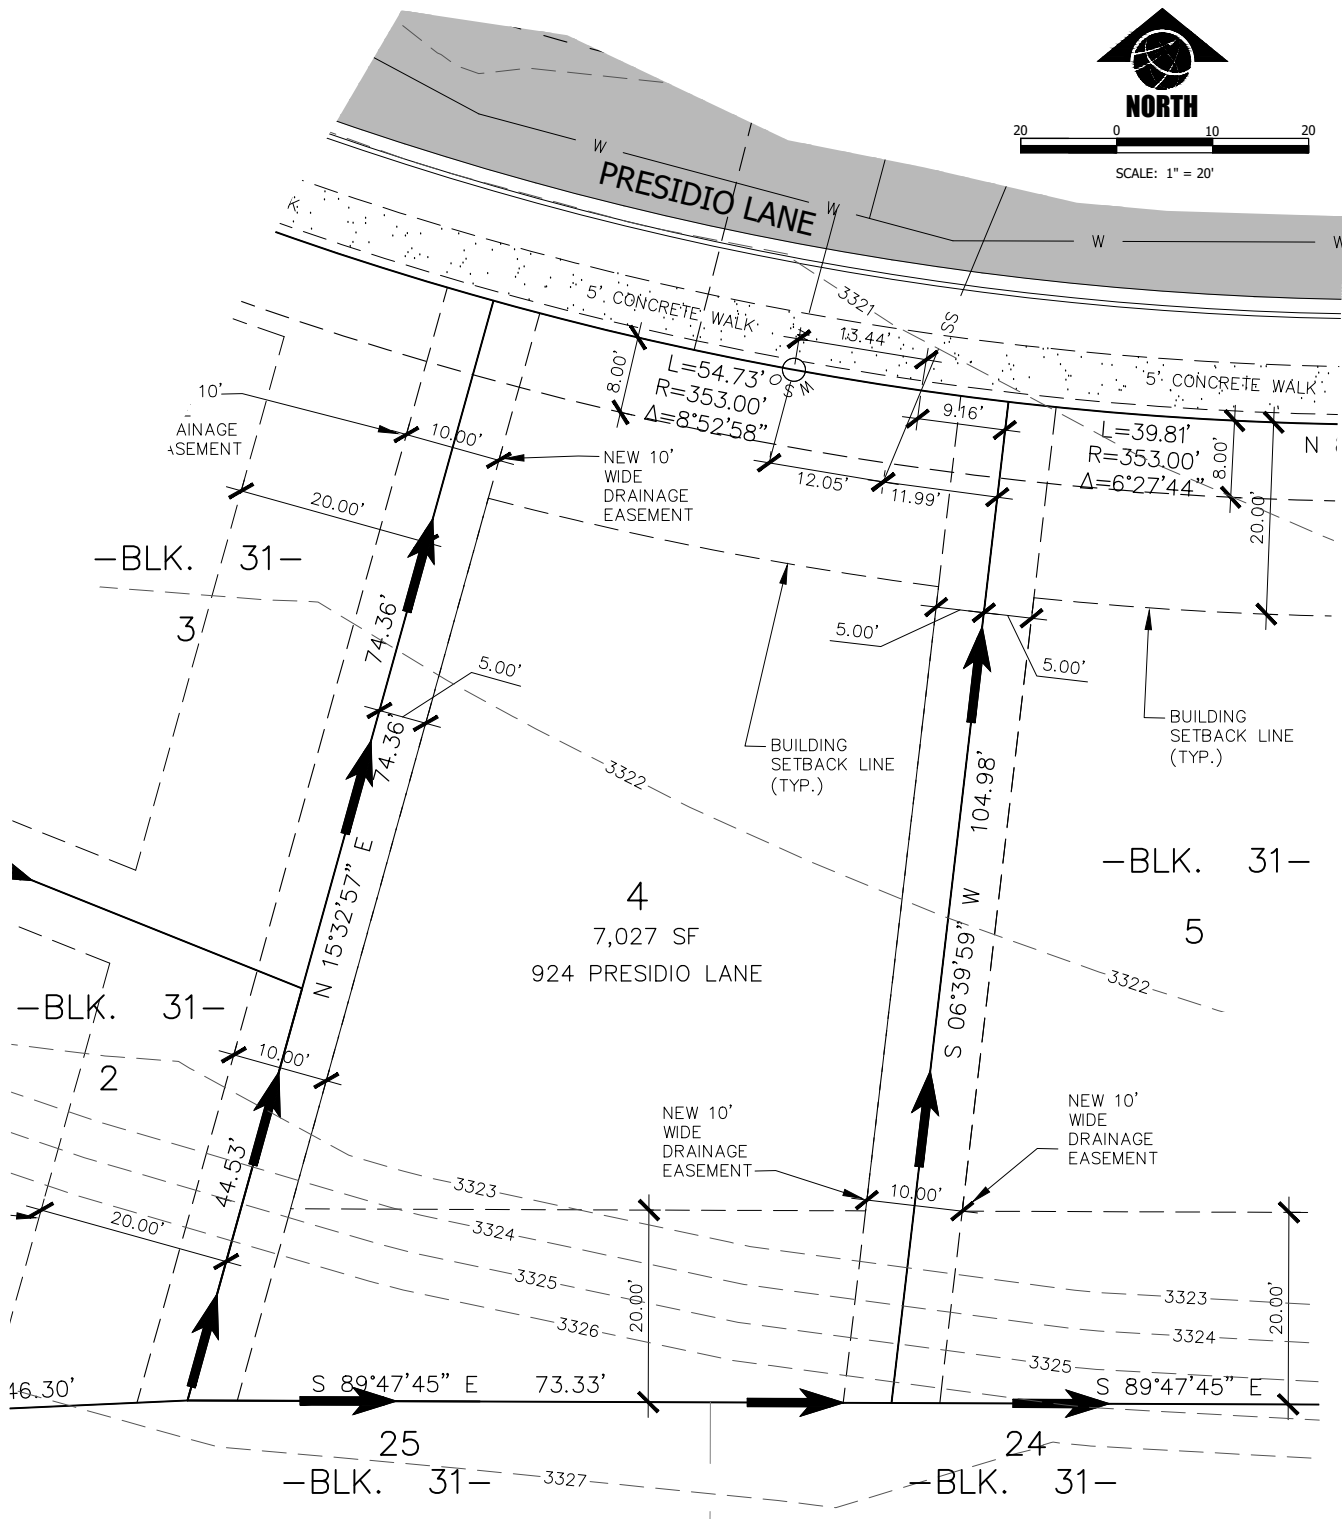 NORTH
20 0 10 20
SCALE: 1" = 20'
W
PRESIDIO LANE
W
W
W
3321
5' CONCRETE WALK
SS
13.44'
5' CONCRETE WALK
8.00'
L=54.73'
R=353.00'
Δ=8°52'58"
W
S
O
9.16'
L=39.81'
R=353.00'
Δ=6°27'44"
8.00'
N
10'
AINAGE
ASEMENT
10.00'
NEW 10'
WIDE
DRAINAGE
EASEMENT
12.05'
11.99'
20.00'
20.00'
-BLK. 31-
3
74.36'
5.00'
74.36'
5.00'
5.00'
BUILDING
SETBACK LINE
(TYP.)
BUILDING
SETBACK LINE
(TYP.)
3322
104.98'
N 15°32'57" E
S 06°39'59" W
4
7,027 SF
924 PRESIDIO LANE
-BLK. 31-
5
3322
-BLK. 31-
2
10.00'
44.53'
20.00'
NEW 10'
WIDE
DRAINAGE
EASEMENT
NEW 10'
WIDE
DRAINAGE
EASEMENT
10.00'
3323
3324
3325
3326
20.00'
3323
3324
3325
20.00'
46.30'
S 89°47'45" E 73.33'
S 89°47'45" E
25
-BLK. 31-
3327
24
-BLK. 31-